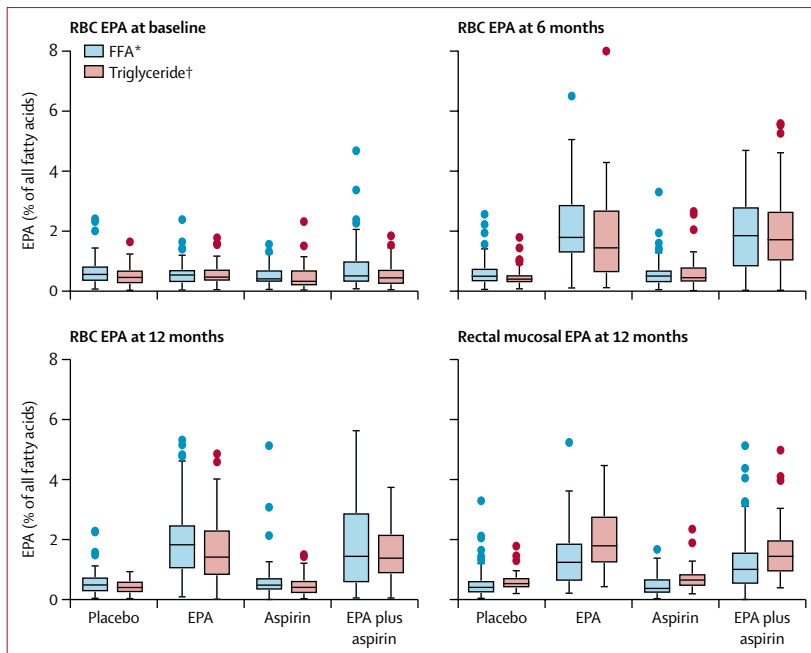 RBC EPA at baseline
FFA*
Triglyceride†
8
6
4
2
0
EPA (% of all fatty acids)
RBC EPA at 6 months
RBC EPA at 12 months
8
6
4
2
0
EPA (% of all fatty acids)
Placebo
EPA
Aspirin
EPA plus
aspirin
Rectal mucosal EPA at 12 months
Placebo
EPA
Aspirin
EPA plus
aspirin